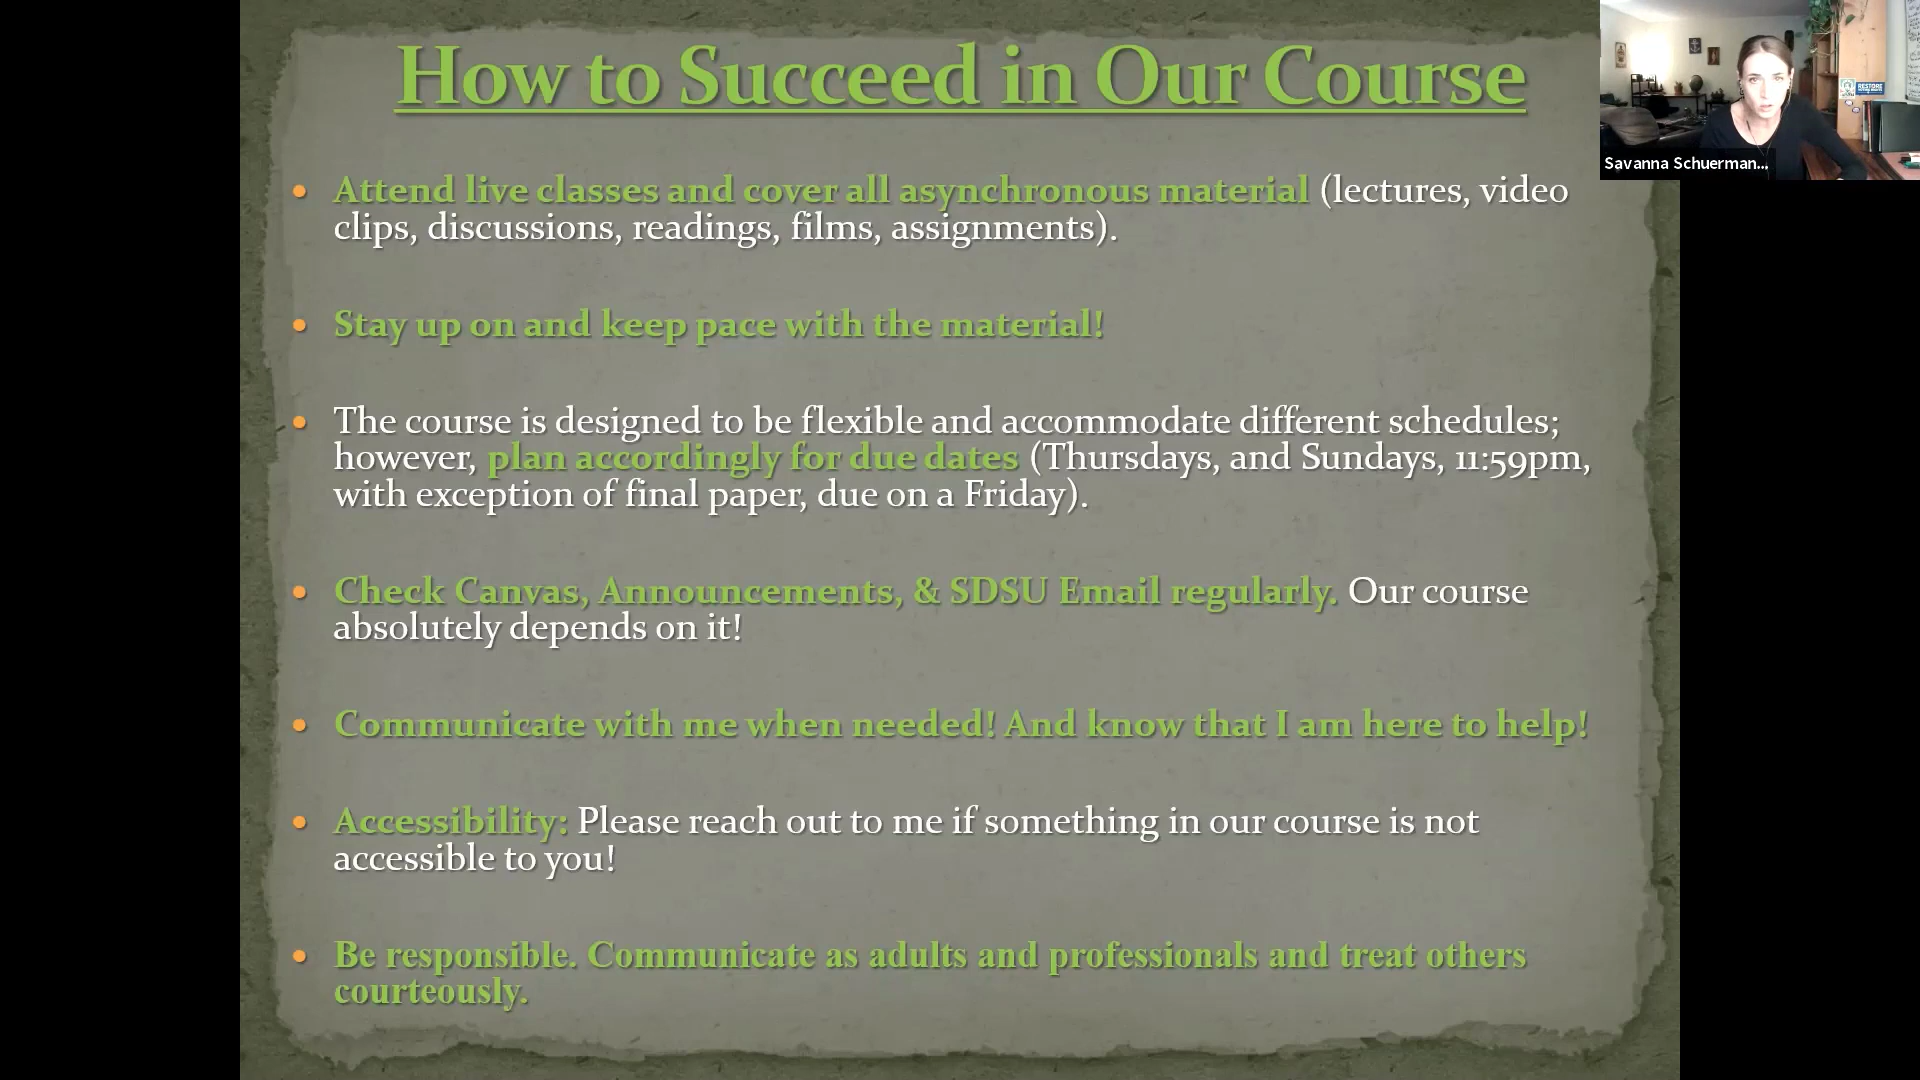 How to Succeed in Our Course
• Attend live classes and cover all asynchronous material (lectures, video
clips, discussions, readings, films, assignments).
• Stay up on and keep pace with the material!
• The course is designed to be flexible and accommodate different schedules;
however, plan accordingly for due dates (Thursdays, and Sundays, 11:59pm,
with exception of final paper, due on a Friday).
• Check Canvas, Announcements, & SDSU Email regularly. Our course
absolutely depends on it!
• Communicate with me when needed! And know that I am here to help!
• Accessibility: Please reach out to me if something in our course is not
accessible to you!
• Be responsible. Communicate as adults and professionals and treat others
courteously.
RESTORE
Savanna Schuerman...